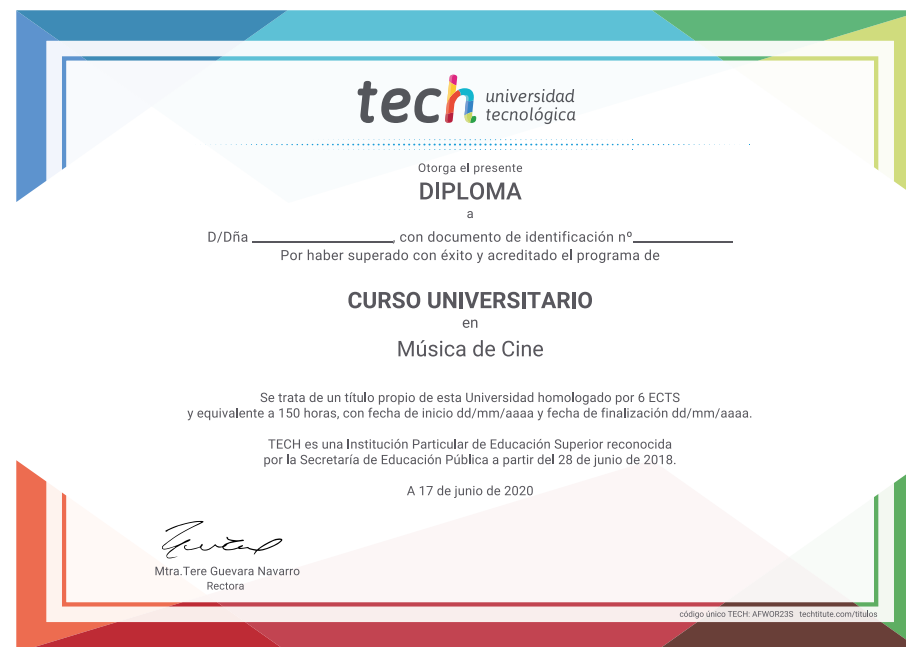 tech universidad
tecnológica
Otorga el presente
DIPLOMA
a
D/Dña ____________________, con documento de identificación nº______________
Por haber superado con éxito y acreditado el programa de
CURSO UNIVERSITARIO
en
Música de Cine
Se trata de un título propio de esta Universidad homologado por 6 ECTS
y equivalente a 150 horas, con fecha de inicio dd/mm/aaaa y fecha de finalización dd/mm/aaaa.
TECH es una Institución Particular de Educación Superior reconocida
por la Secretaría de Educación Pública a partir del 28 de junio de 2018.
A 17 de junio de 2020
Mtra.Tere Guevara Navarro
Rectora
código único TECH: AFWOR23S techtitute.com/titulos